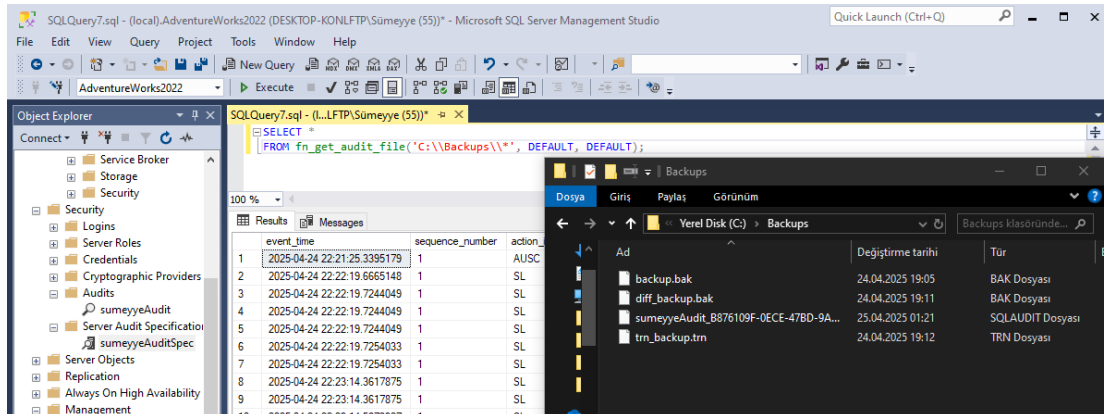 SQLQuery7.sql - (local).AdventureWorks2022 (DESKTOP-KONLFTP\Sümeyye (55))* - Microsoft SQL Server Management Studio
Quick Launch (Ctrl+Q)
File Edit View Query Project Tools Window Help
New Query
AdventureWorks2022
Execute
Object Explorer
Connect
Service Broker
Storage
Security
Security
Logins
Server Roles
Credentials
Cryptographic Providers
Audits
sumeyyeAudit
Server Audit Specification
sumeyyeAuditSpec
Server Objects
Replication
Always On High Availability
Management
SQLQuery7.sql - (l...LFTP\Sümeyye (55))*
SELECT *
FROM fn_get_audit_file('C:\\Backups\\*', DEFAULT, DEFAULT);
100 %
Results Messages
event_time sequence_number action_i
1 2025-04-24 22:21:25.3395179 1 AUSC
2 2025-04-24 22:22:19.6665148 1 SL
3 2025-04-24 22:22:19.7244049 1 SL
4 2025-04-24 22:22:19.7244049 1 SL
5 2025-04-24 22:22:19.7244049 1 SL
6 2025-04-24 22:22:19.7254033 1 SL
7 2025-04-24 22:22:19.7254033 1 SL
8 2025-04-24 22:23:14.3617875 1 SL
9 2025-04-24 22:23:14.3617875 1 SL
Backups
Dosya Giriş Paylaş Görünüm
« Yerel Disk (C:) > Backups
Backups klasöründe...
Ad Değiştirme tarihi Tür
backup.bak 24.04.2025 19:05 BAK Dosyası
diff_backup.bak 24.04.2025 19:11 BAK Dosyası
sumeyyeAudit_B876109F-0ECE-47BD-9A... 25.04.2025 01:21 SQLAUDIT Dosyası
trn_backup.trn 24.04.2025 19:12 TRN Dosyası